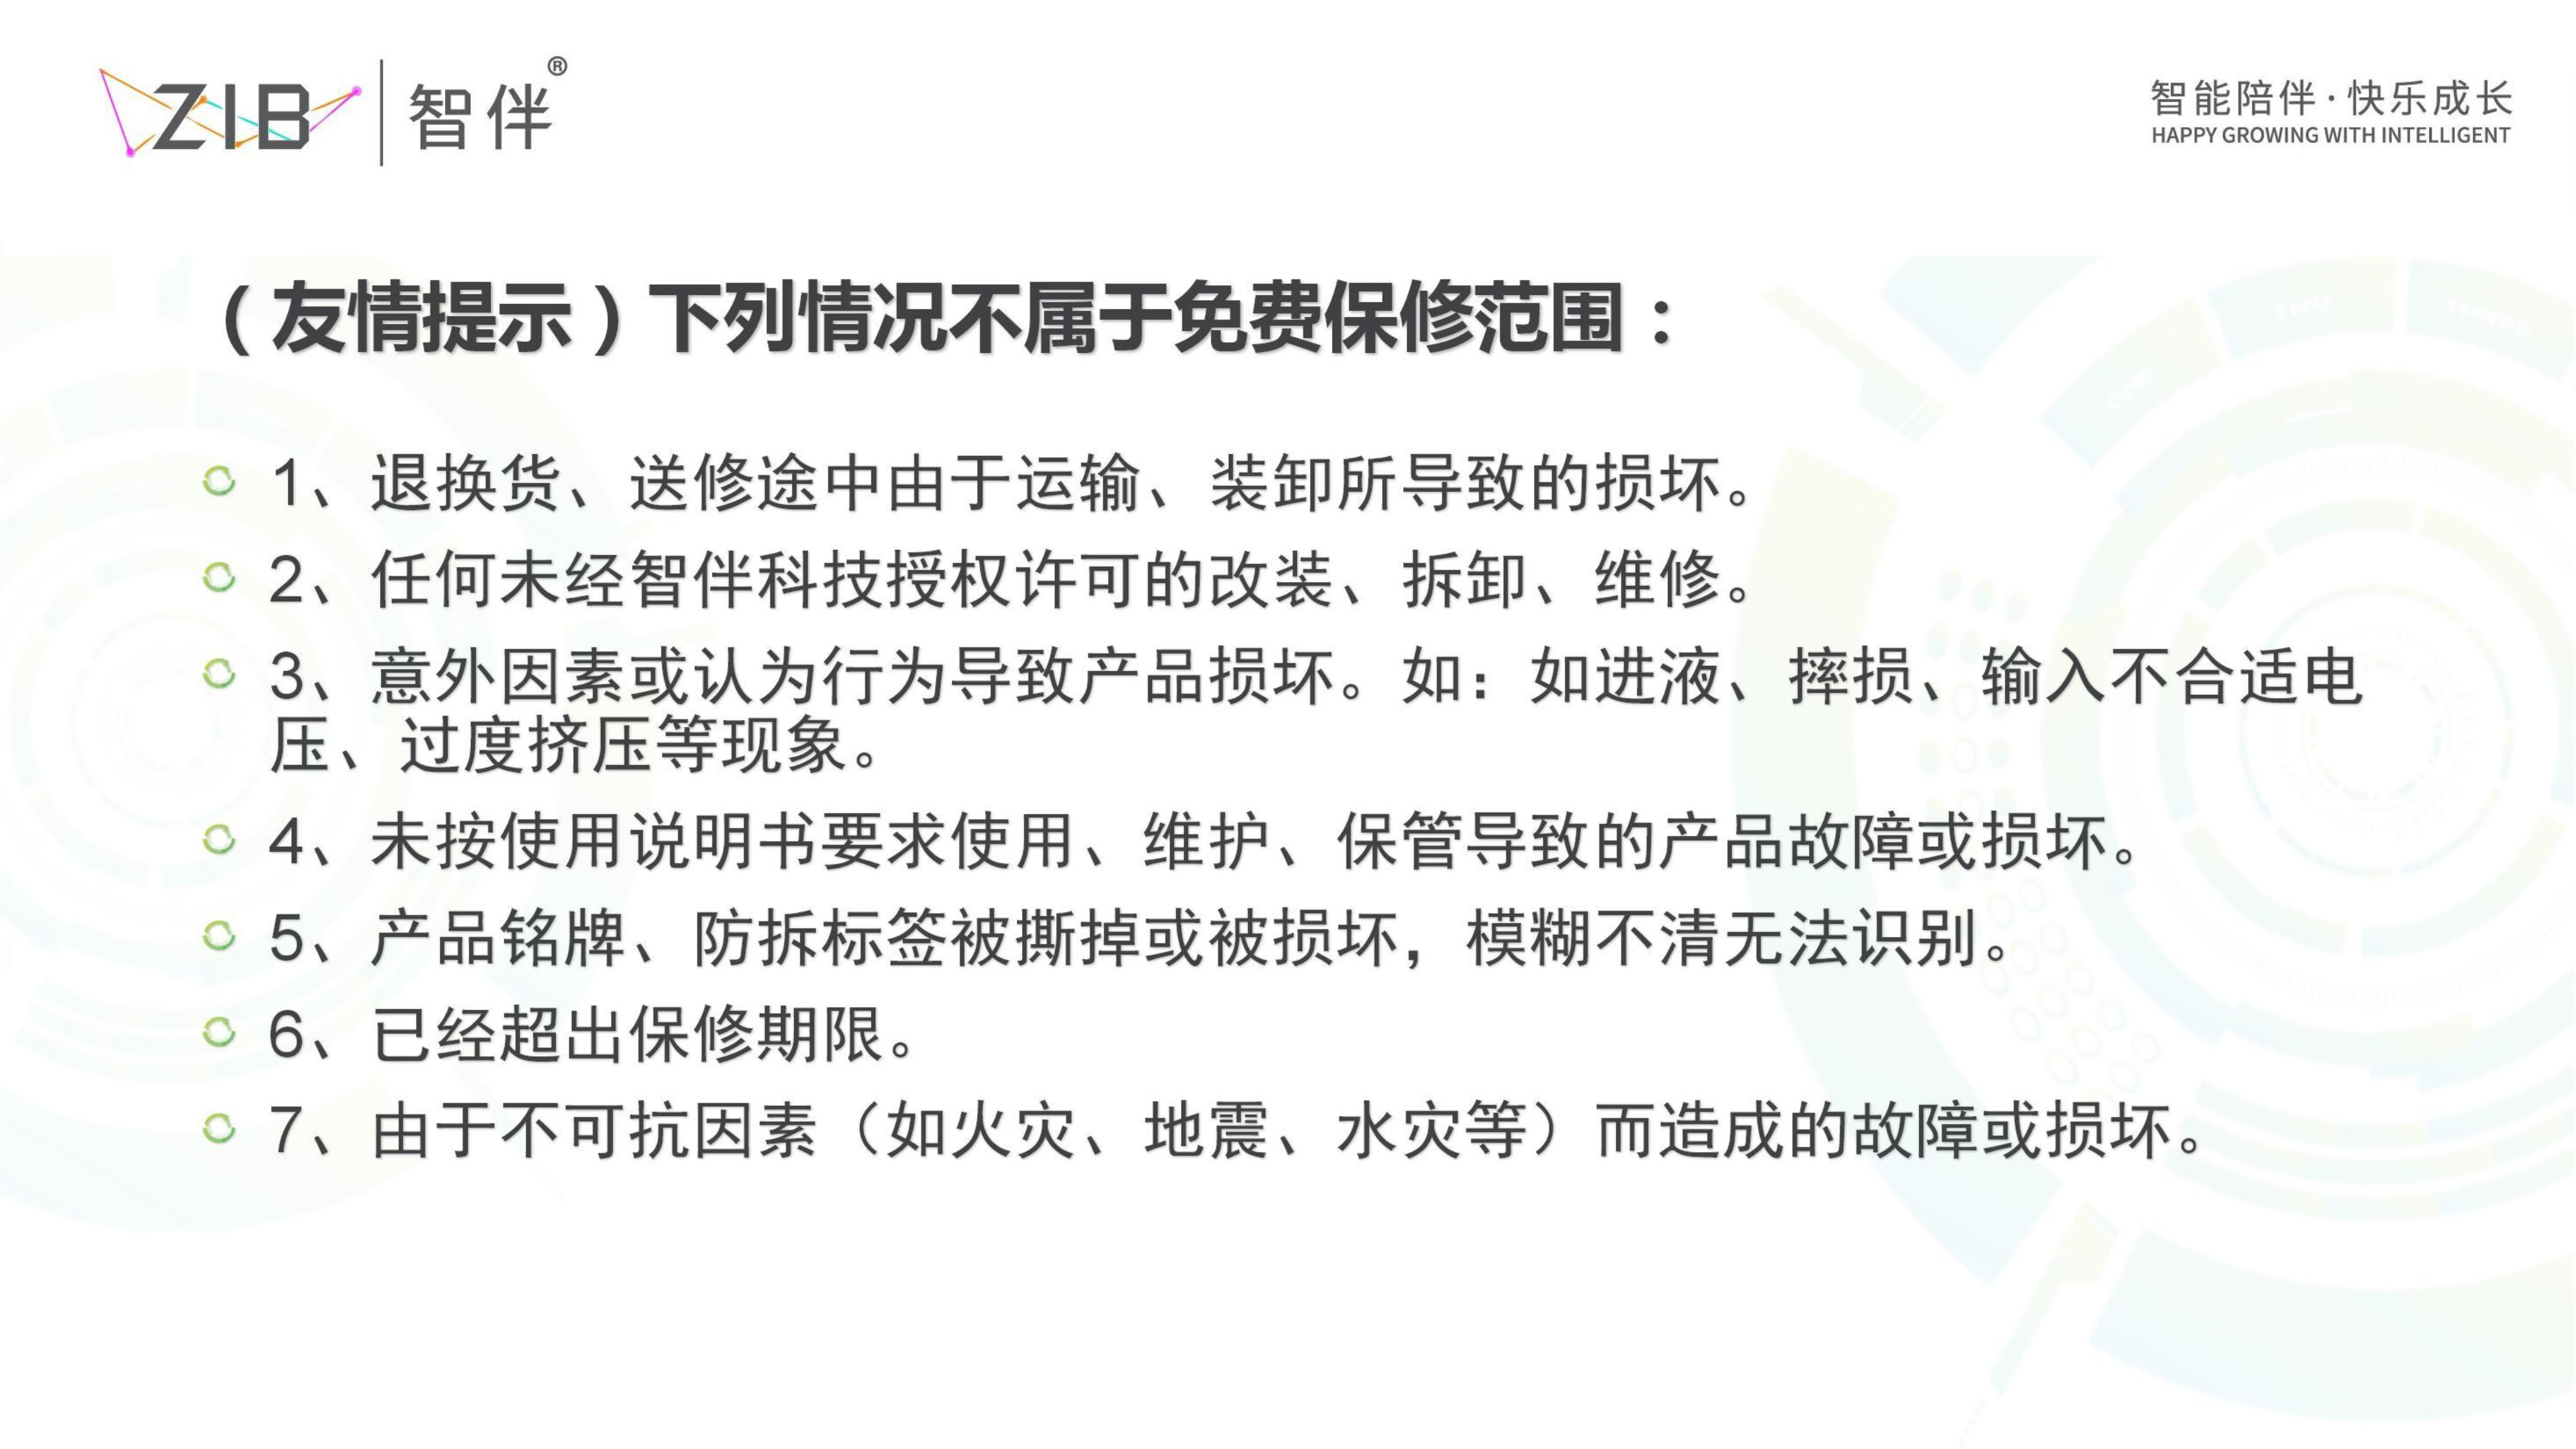 ZIB 智伴®
智能陪伴·快乐成长
HAPPY GROWING WITH INTELLIGENT
（友情提示）下列情况不属于免费保修范围：
1、退换货、送修途中由于运输、装卸所导致的损坏。
2、任何未经智伴科技授权许可的改装、拆卸、维修。
3、意外因素或认为行为导致产品损坏。如：如进液、摔损、输入不合适电
压、过度挤压等现象。
4、未按使用说明书要求使用、维护、保管导致的产品故障或损坏。
5、产品铭牌、防拆标签被撕掉或被损坏，模糊不清无法识别。
6、已经超出保修期限。
7、由于不可抗因素（如火灾、地震、水灾等）而造成的故障或损坏。